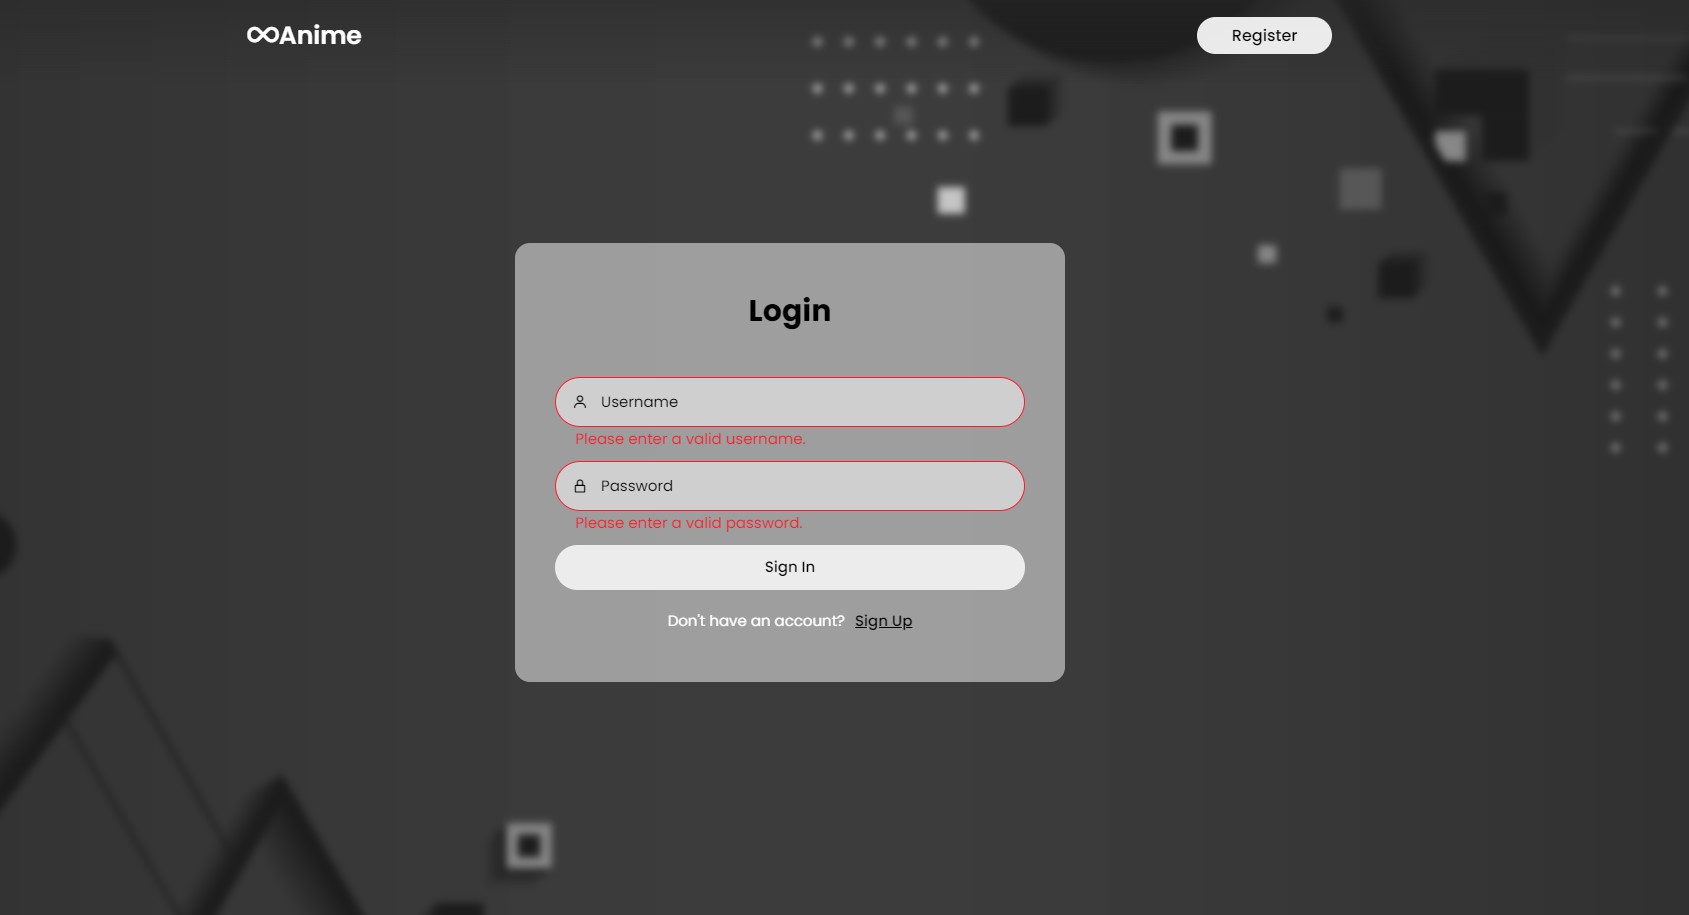 ∞Anime
Register
Login
Username
Please enter a valid username.
Password
Please enter a valid password.
Sign In
Don't have an account? Sign Up